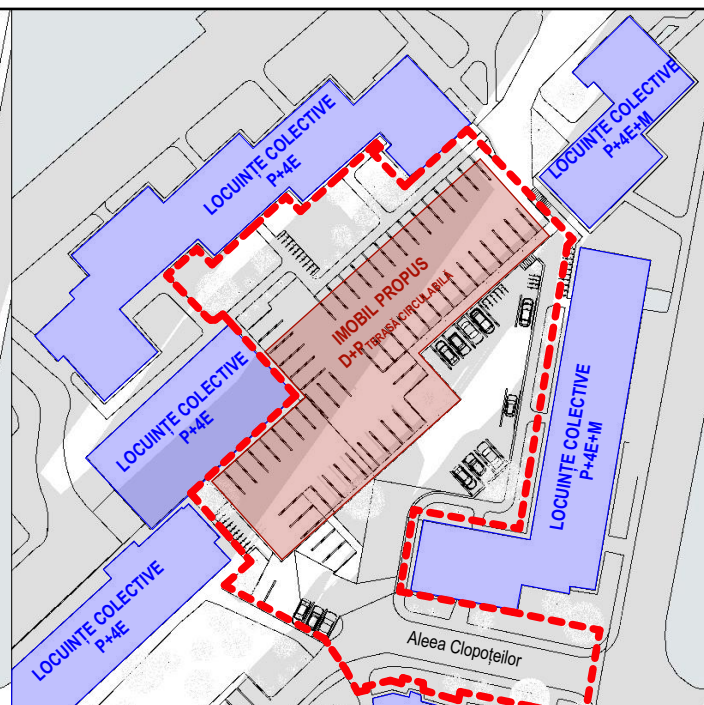 LOCUINȚE COLECTIVE
P+4E
LOCUINȚE COLECTIVE
P+4E+M
IMOBIL PROPUS
D+P TERASĂ CIRCULABILĂ
LOCUINȚE COLECTIVE
P+4E
LOCUINȚE COLECTIVE
P+4E+M
LOCUINȚE COLECTIVE
P+4E
Aleea Clopoțeilor